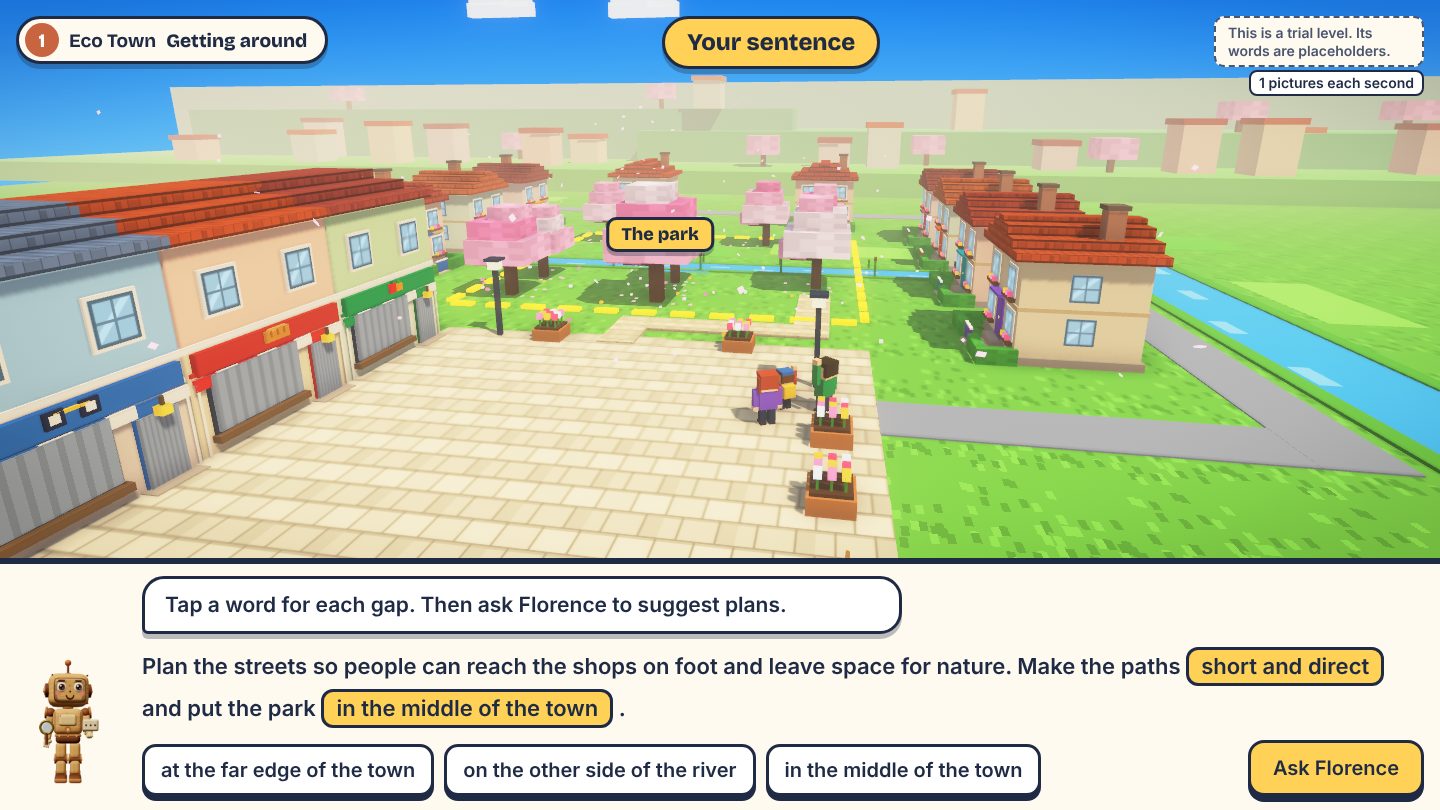 1 Eco Town Getting around
Your sentence
This is a trial level. Its
words are placeholders.
1 pictures each second
The park
Tap a word for each gap. Then ask Florence to suggest plans.
Plan the streets so people can reach the shops on foot and leave space for nature. Make the paths short and direct
and put the park in the middle of the town .
at the far edge of the town
on the other side of the river
in the middle of the town
Ask Florence